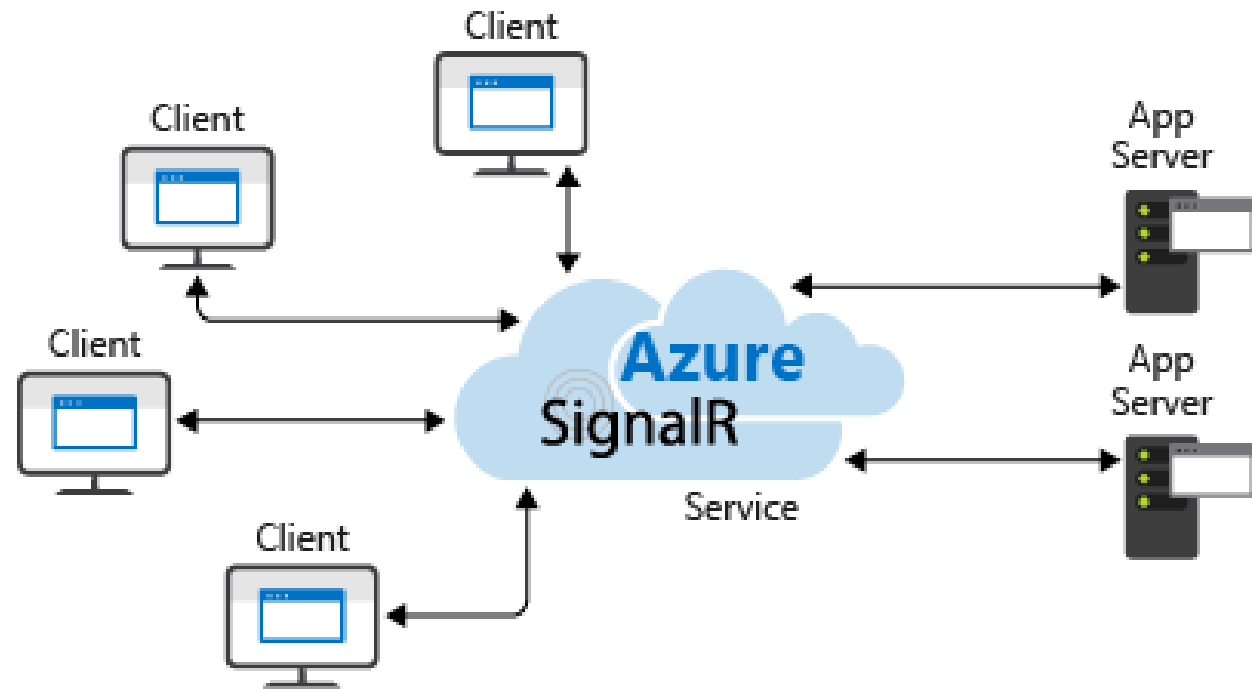 Client
Client
Client
Client
Azure
SignalR
Service
App
Server
App
Server